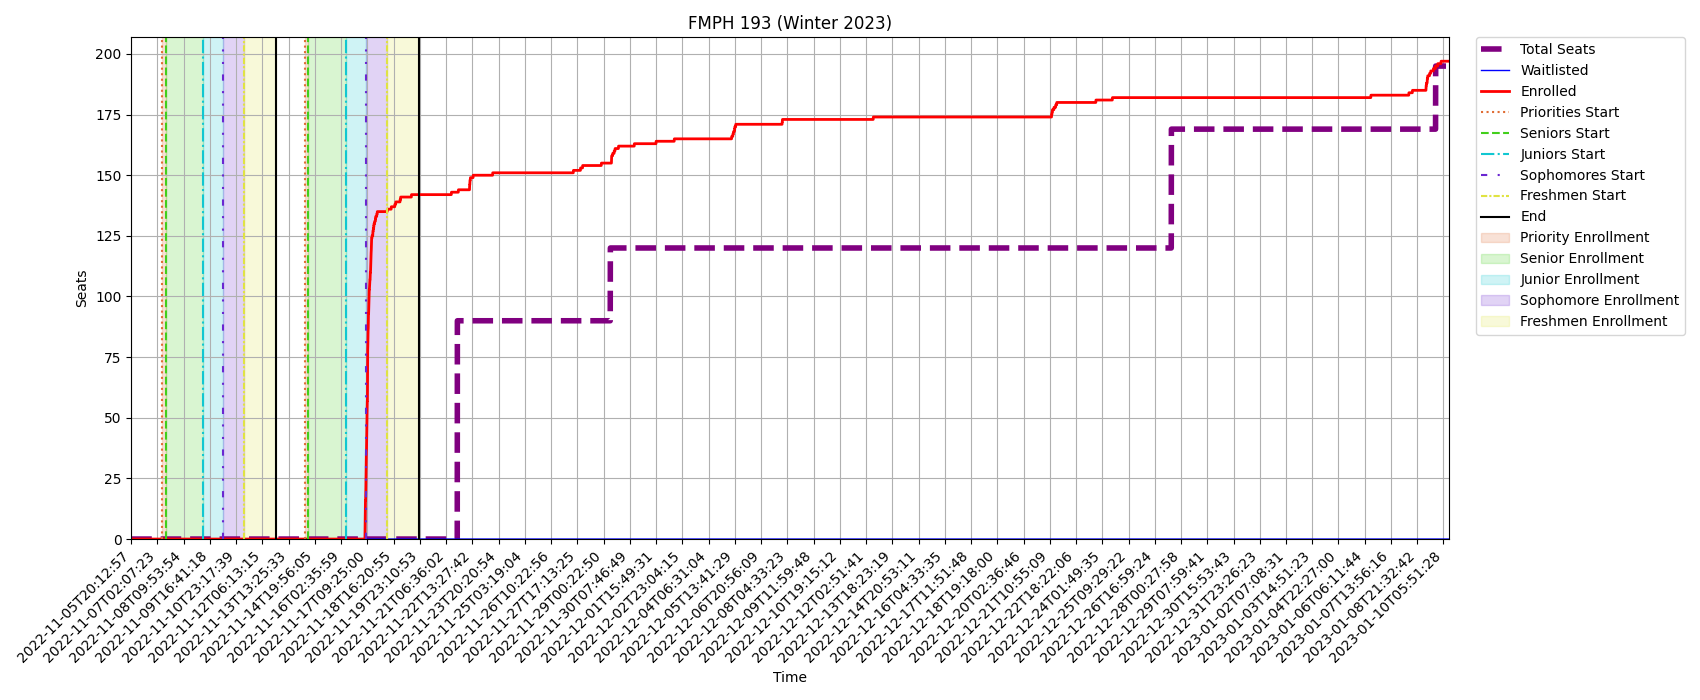 FMPH 193 (Winter 2023)
Seats
200
175
150
125
100
75
50
25
0
2022-11-05T20:12:57
2022-11-07T02:07:23
2022-11-08T09:53:54
2022-11-09T16:41:18
2022-11-10T23:17:39
2022-11-12T06:13:15
2022-11-13T13:25:33
2022-11-14T19:56:05
2022-11-16T02:35:59
2022-11-17T09:25:00
2022-11-18T16:20:55
2022-11-19T23:10:53
2022-11-21T06:36:02
2022-11-22T13:27:42
2022-11-23T20:20:54
2022-11-25T03:19:04
2022-11-26T10:22:56
2022-11-27T17:13:25
2022-11-29T00:22:50
2022-11-30T07:46:49
2022-12-01T15:49:31
2022-12-02T23:04:15
2022-12-04T06:31:04
2022-12-05T13:41:29
2022-12-06T20:56:09
2022-12-08T04:33:23
2022-12-09T11:59:48
2022-12-10T19:15:12
2022-12-12T02:51:41
2022-12-13T18:23:19
2022-12-14T20:53:11
2022-12-16T04:33:35
2022-12-17T11:51:48
2022-12-18T19:18:00
2022-12-20T02:36:46
2022-12-21T10:55:09
2022-12-22T18:22:06
2022-12-24T01:49:35
2022-12-25T09:29:22
2022-12-26T16:59:24
2022-12-28T00:27:58
2022-12-29T07:59:41
2022-12-30T15:53:43
2022-12-31T23:26:23
2023-01-02T07:08:31
2023-01-03T14:51:23
2023-01-04T22:27:00
2023-01-06T06:11:44
2023-01-07T13:56:16
2023-01-08T21:32:42
2023-01-10T05:51:28
Time
Total Seats
Waitlisted
Enrolled
Priorities Start
Seniors Start
Juniors Start
Sophomores Start
Freshmen Start
End
Priority Enrollment
Senior Enrollment
Junior Enrollment
Sophomore Enrollment
Freshmen Enrollment